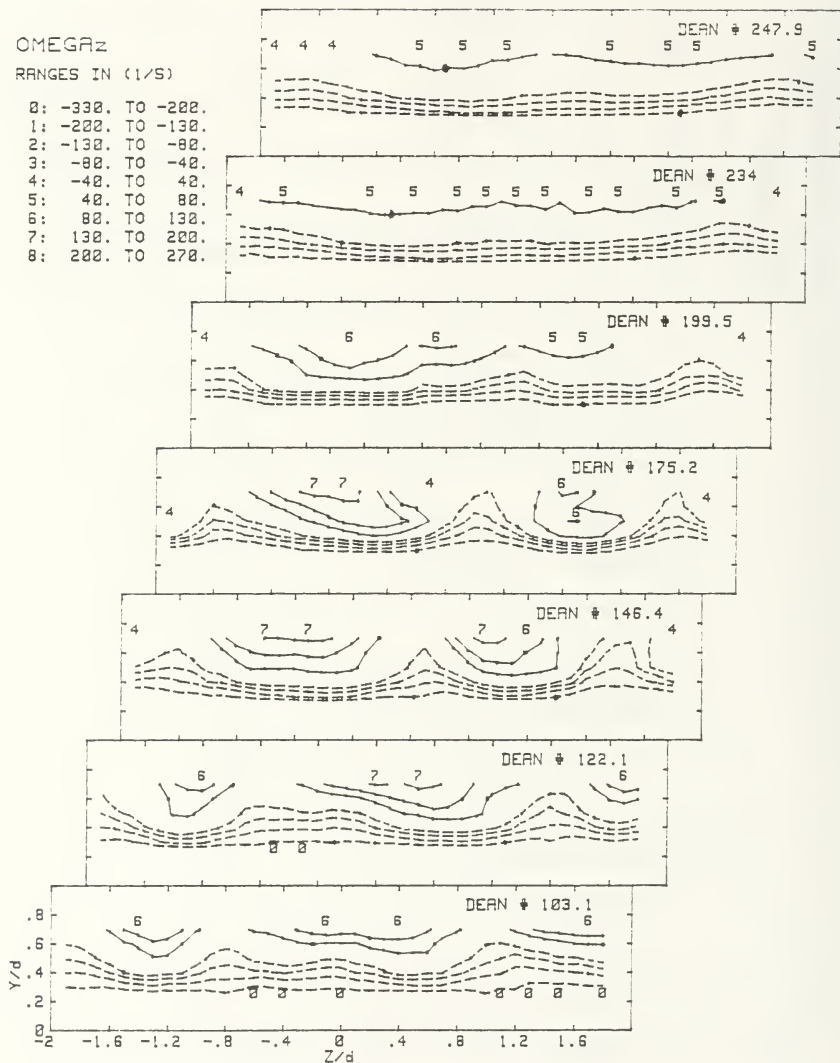 OMEGAz
RANGES IN (1/S)
0: -330. TO -200.
1: -200. TO -130.
2: -130. TO -80.
3: -80. TO -40.
4: -40. TO 40.
5: 40. TO 80.
6: 80. TO 130.
7: 130. TO 200.
8: 200. TO 270.
DEAN # 247.9
4 4 4 5 5 5 5 5 5 5
DEAN # 234
4 5 5 5 5 5 5 5 5 5 5 4
DEAN # 199.5
4 6 6 5 5 4
DEAN # 175.2
4 7 7 4 6 4
6
DEAN # 146.4
4 7 7 7 6 4
DEAN # 122.1
6 7 7 6
0 0
DEAN # 103.1
6 6 6 6
0 0 0 0 0 0 0
.8
.6
.4
.2
0
Y/d
-2 -1.6 -1.2 -.8 -.4 0 .4 .8 1.2 1.6
Z/d